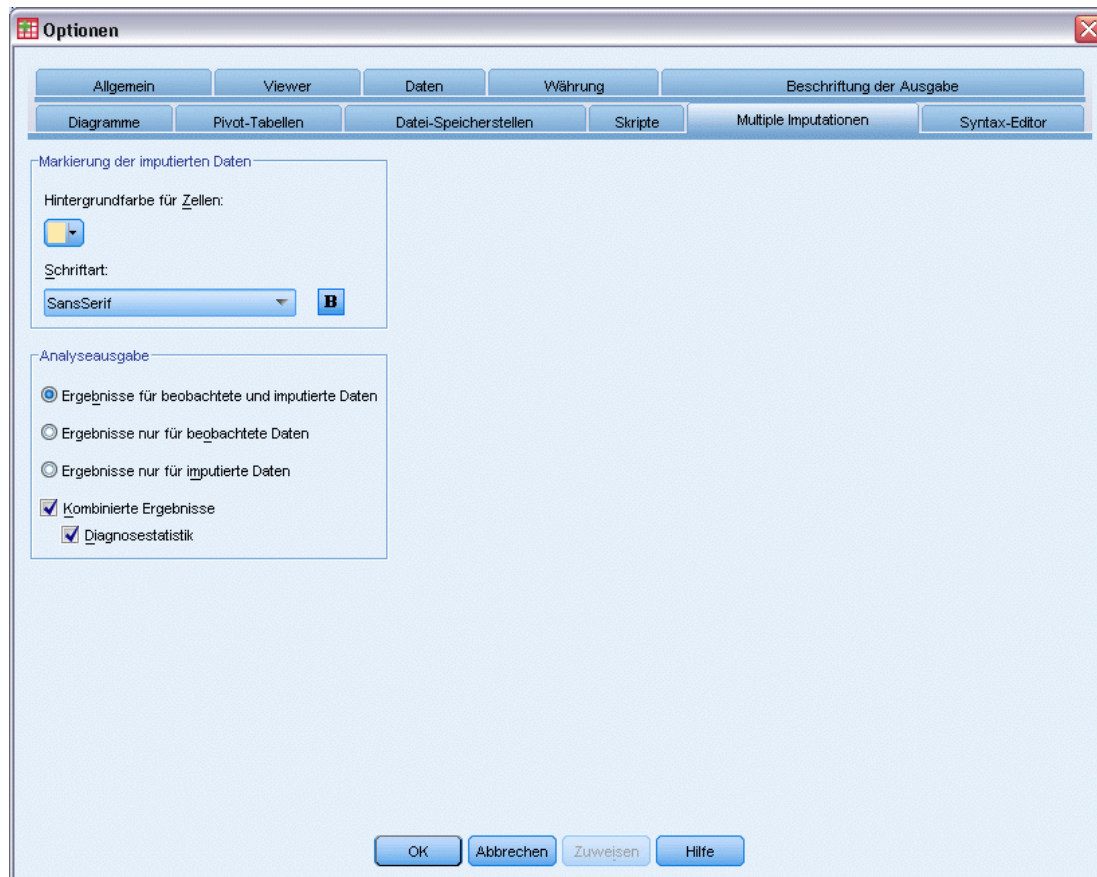 Optionen
Allgemein Viewer Daten Währung Beschriftung der Ausgabe
Diagramme Pivot-Tabellen Datei-Speicherstellen Skripte Multiple Imputationen Syntax-Editor
Markierung der imputierten Daten
Hintergrundfarbe für Zellen:
Schriftart:
SansSerif B
Analyseausgabe
Ergebnisse für beobachtete und imputierte Daten
Ergebnisse nur für beobachtete Daten
Ergebnisse nur für imputierte Daten
Kombinierte Ergebnisse
Diagnosestatistik
OK Abbrechen Zuweisen Hilfe